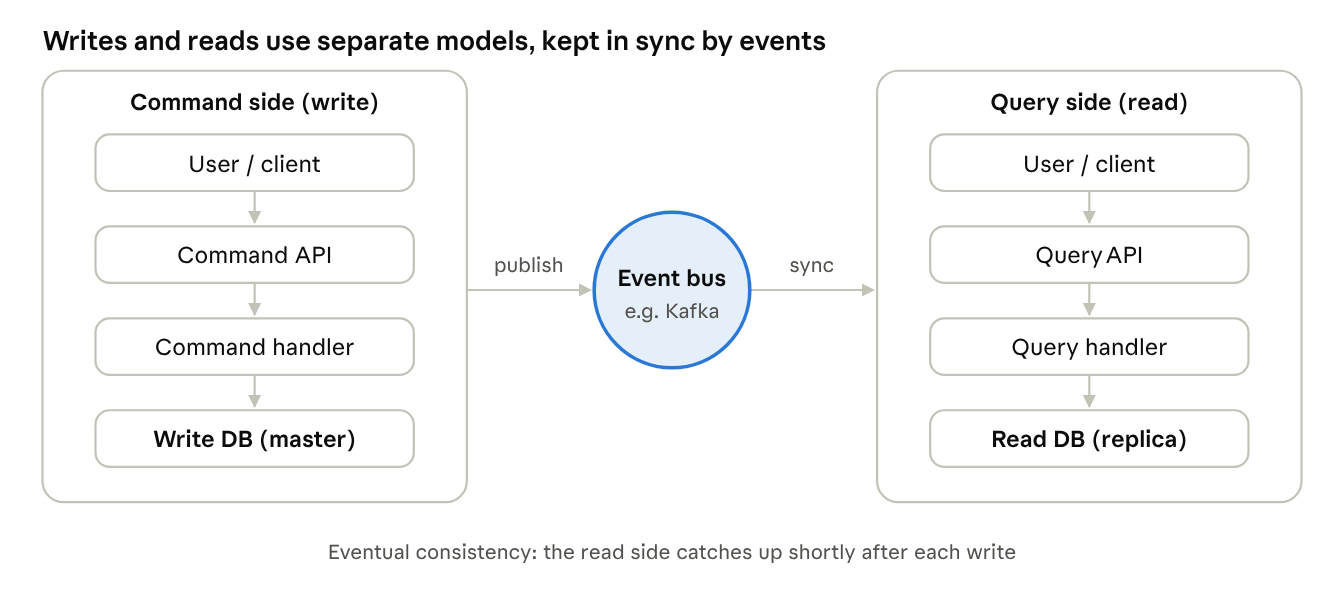 Writes and reads use separate models, kept in sync by events
Command side (write)
User / client
Command API
Command handler
Write DB (master)
publish
Event bus
e.g. Kafka
sync
Query side (read)
User / client
Query API
Query handler
Read DB (replica)
Eventual consistency: the read side catches up shortly after each write